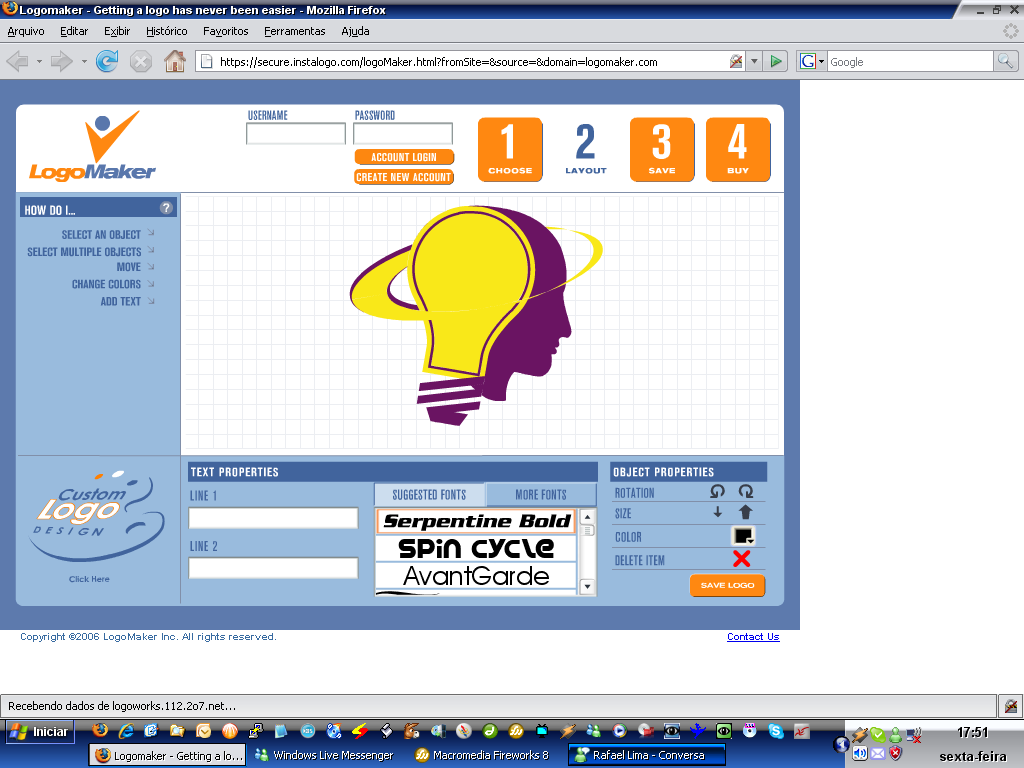 Logomaker - Getting a logo has never been easier - Mozilla Firefox
Arquivo Editar Exibir Histórico Favoritos Ferramentas Ajuda
https://secure.instalogo.com/logoMaker.html?fromSite=&source=&domain=logomaker.com
G Google
LogoMaker
USERNAME PASSWORD
ACCOUNT LOGIN
CREATE NEW ACCOUNT
1 CHOOSE
2 LAYOUT
3 SAVE
4 BUY
HOW DO I... ?
SELECT AN OBJECT
SELECT MULTIPLE OBJECTS
MOVE
CHANGE COLORS
ADD TEXT
Custom
Logo
DESIGN
Click Here
TEXT PROPERTIES
LINE 1
LINE 2
SUGGESTED FONTS MORE FONTS
Serpentine Bold
Spin Cycle
AvantGarde
OBJECT PROPERTIES
ROTATION
SIZE
COLOR
DELETE ITEM
SAVE LOGO
Copyright ©2006 LogoMaker Inc. All rights reserved.
Contact Us
Recebendo dados de logoworks.112.2o7.net...
Iniciar
17:51
Logomaker - Getting a lo...
Windows Live Messenger
Macromedia Fireworks 8
Rafael Lima - Conversa
sexta-feira